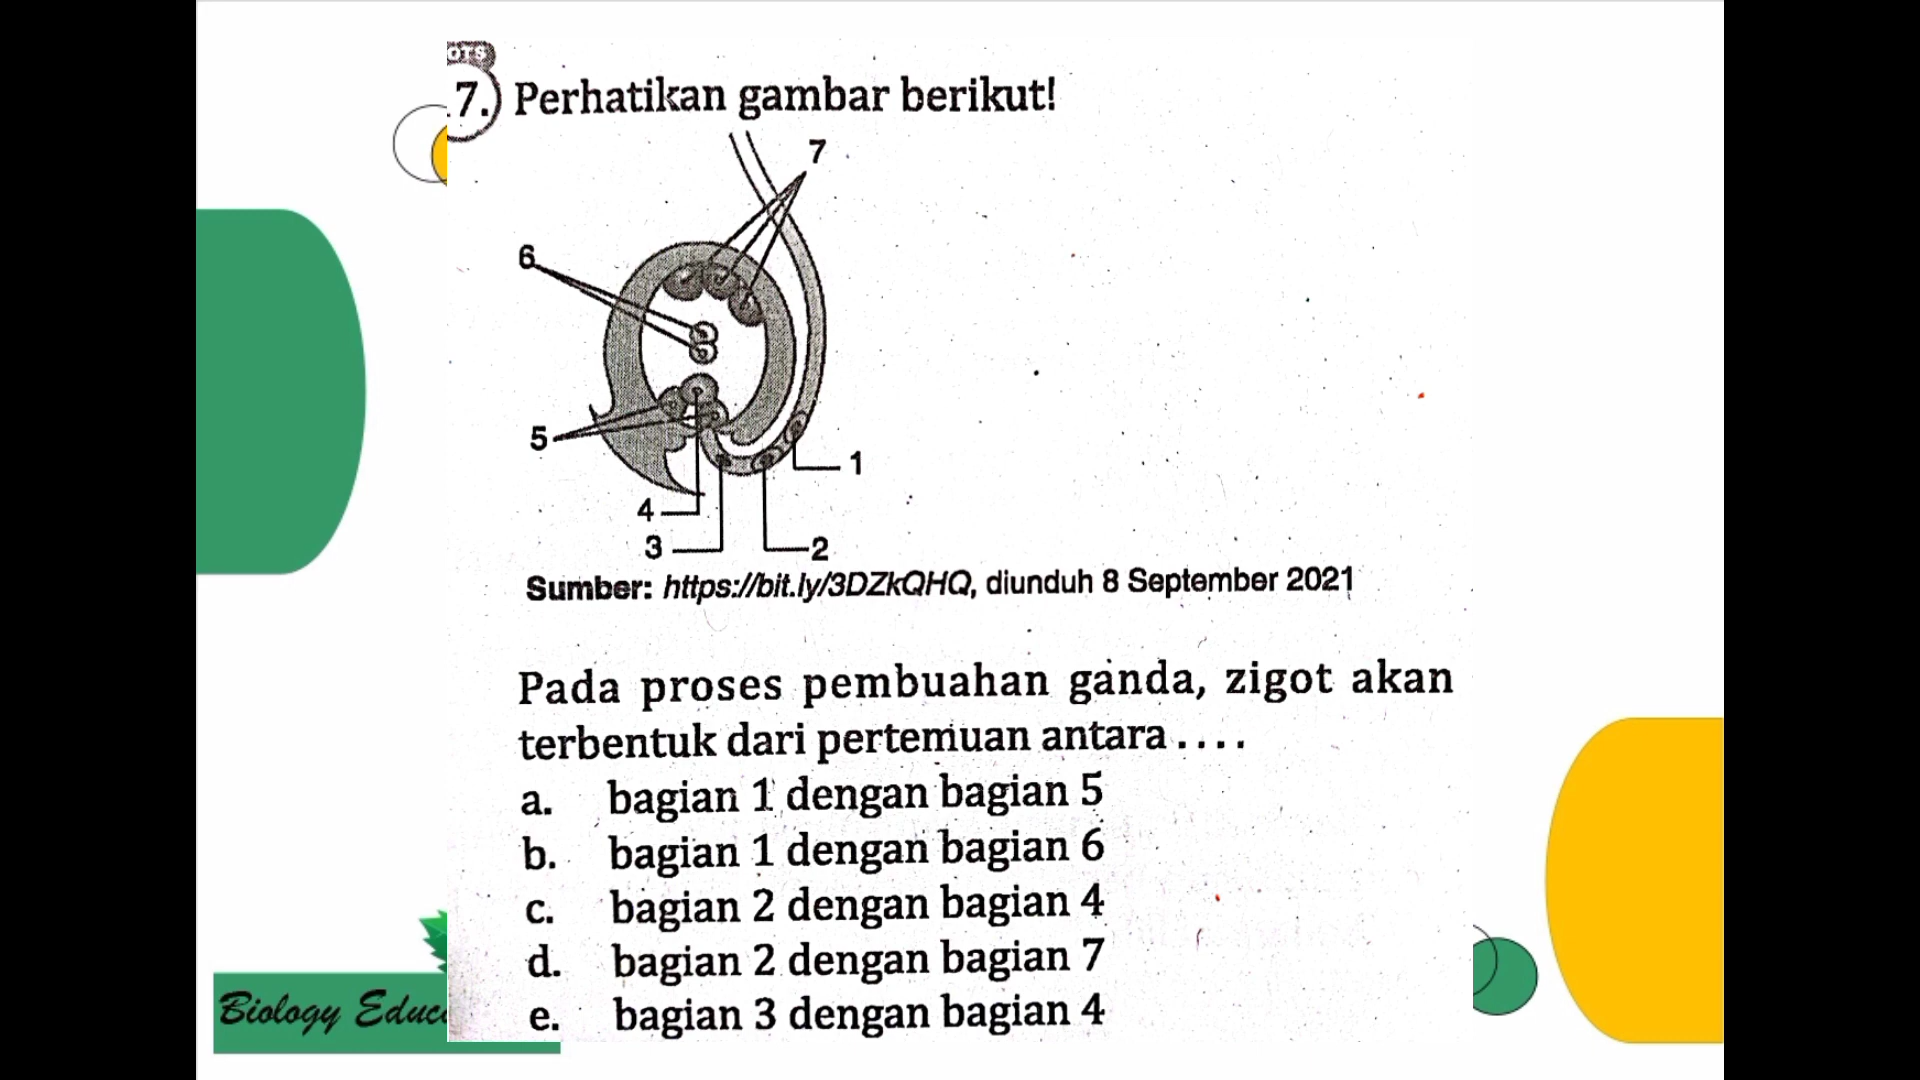 OTS
7. Perhatikan gambar berikut!
7
6
5
1
4
3
2
Sumber: https://bit.ly/3DZkQHQ, diunduh 8 September 2021
Pada proses pembuahan ganda, zigot akan
terbentuk dari pertemuan antara . . . .
a. bagian 1 dengan bagian 5
b. bagian 1 dengan bagian 6
c. bagian 2 dengan bagian 4
d. bagian 2 dengan bagian 7
e. bagian 3 dengan bagian 4
Biology Educ